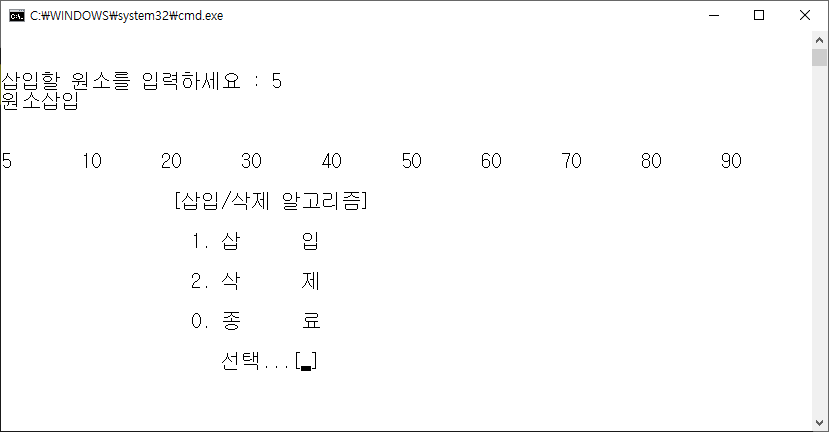 C:₩WINDOWS₩system32₩cmd.exe
삽입할 원소를 입력하세요 : 5
원소삽입
5 10 20 30 40 50 60 70 80 90
[삽입/삭제 알고리즘]
1. 삽 입
2. 삭 제
0. 종 료
선택...[_]